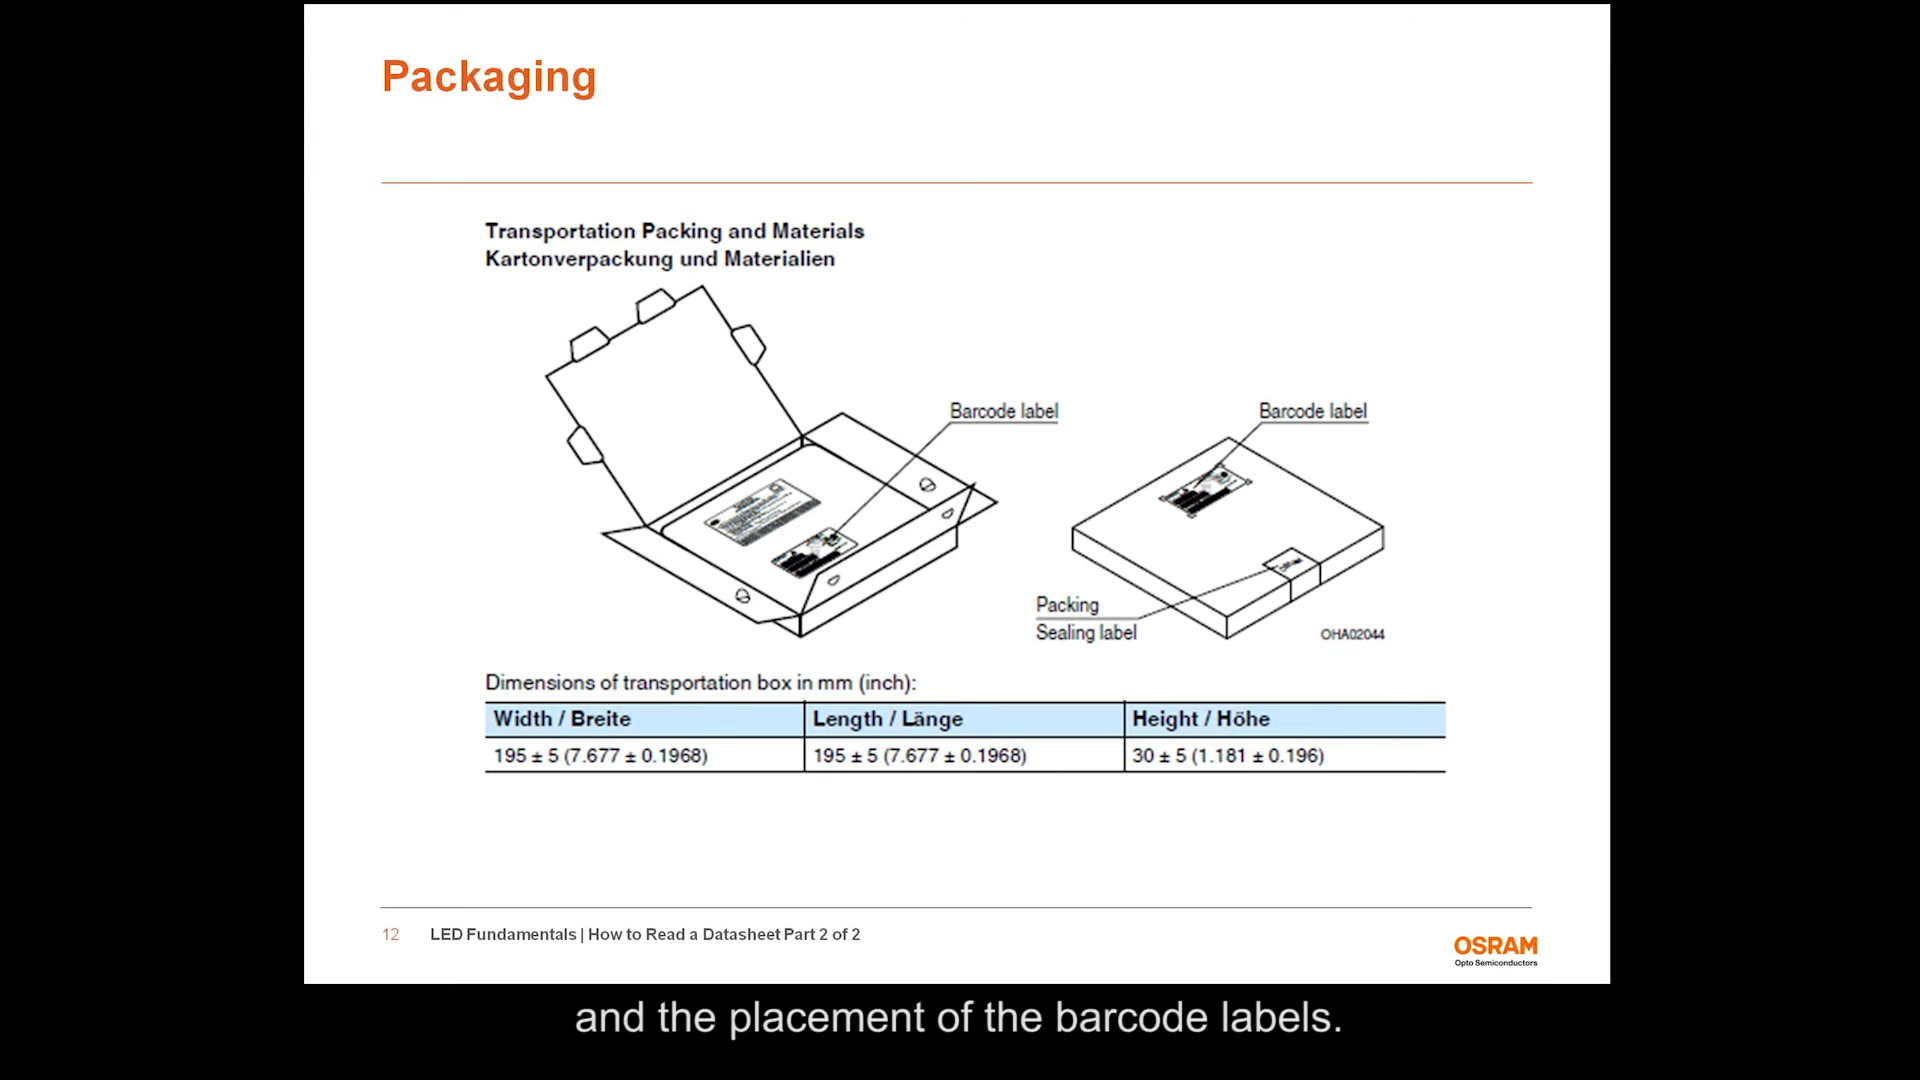 Packaging
Transportation Packing and Materials
Kartonverpackung und Materialien
Barcode label
Barcode label
Packing
Sealing label
OHA02044
Dimensions of transportation box in mm (inch):
Width / Breite
Length / Länge
Height / Höhe
195 ± 5 (7.677 ± 0.1968)
195 ± 5 (7.677 ± 0.1968)
30 ± 5 (1.181 ± 0.196)
12
LED Fundamentals | How to Read a Datasheet Part 2 of 2
OSRAM
Opto Semiconductors
and the placement of the barcode labels.